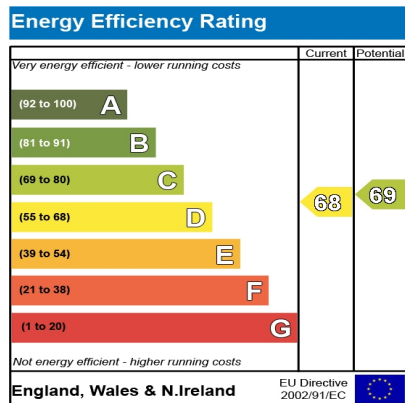 Energy Efficiency Rating
Current Potential
Very energy efficient - lower running costs
(92 to 100) A
(81 to 91) B
(69 to 80) C
(55 to 68) D
(39 to 54) E
(21 to 38) F
(1 to 20) G
68 69
Not energy efficient - higher running costs
England, Wales & N.Ireland
EU Directive
2002/91/EC